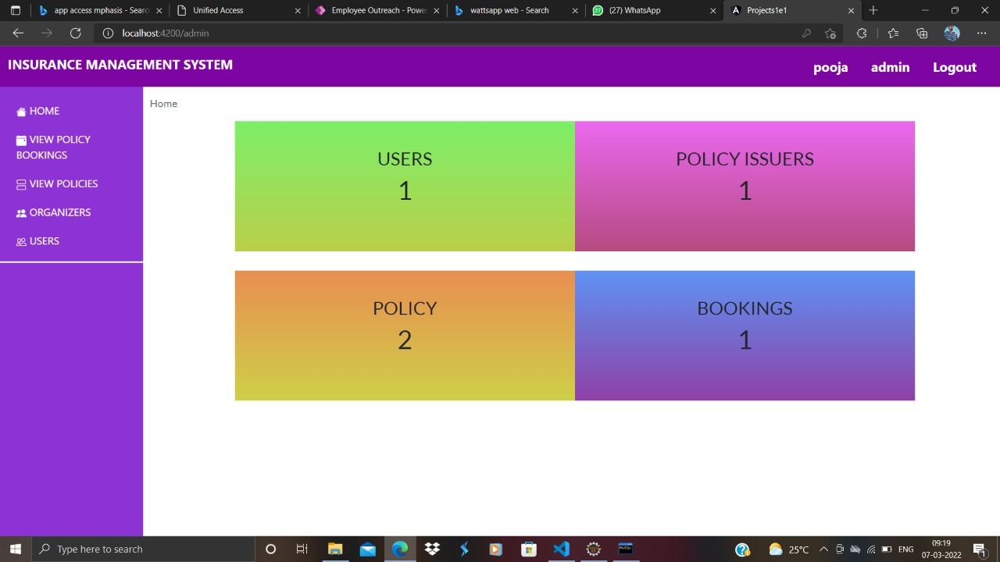 app access mphasis - Searc
Unified Access
Employee Outreach - Powe
wattsapp web - Search
(27) WhatsApp
Projects1e1
localhost:4200/admin
INSURANCE MANAGEMENT SYSTEM
pooja admin Logout
HOME
VIEW POLICY
BOOKINGS
VIEW POLICIES
ORGANIZERS
USERS
Home
USERS
1
POLICY ISSUERS
1
POLICY
2
BOOKINGS
1
Type here to search
25°C
ENG
09:19
07-03-2022